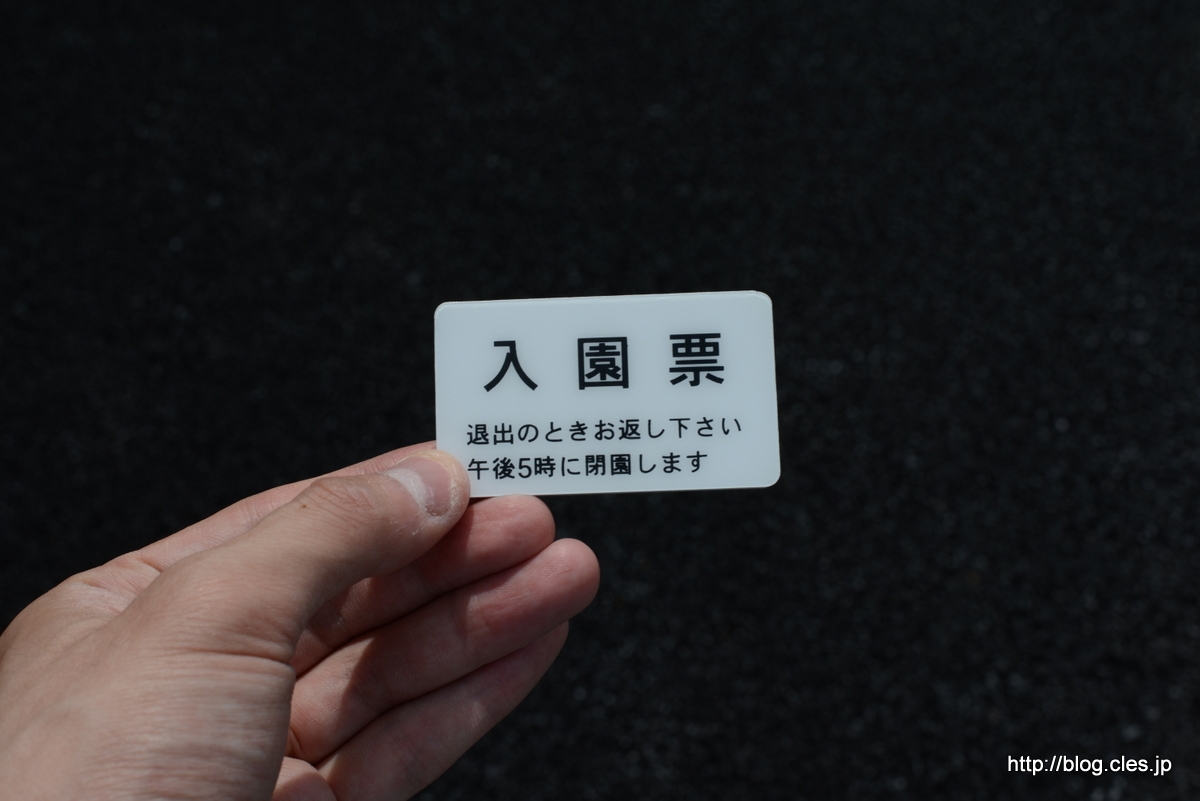 入園票
退出のときお返し下さい
午後5時に閉園します
http://blog.cles.jp